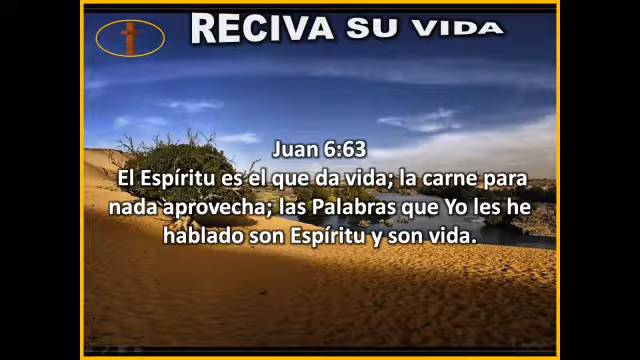 RECIVA SU VIDA
Juan 6:63
El Espíritu es el que da vida; la carne para
nada aprovecha; las Palabras que Yo les he
hablado son Espíritu y son vida.